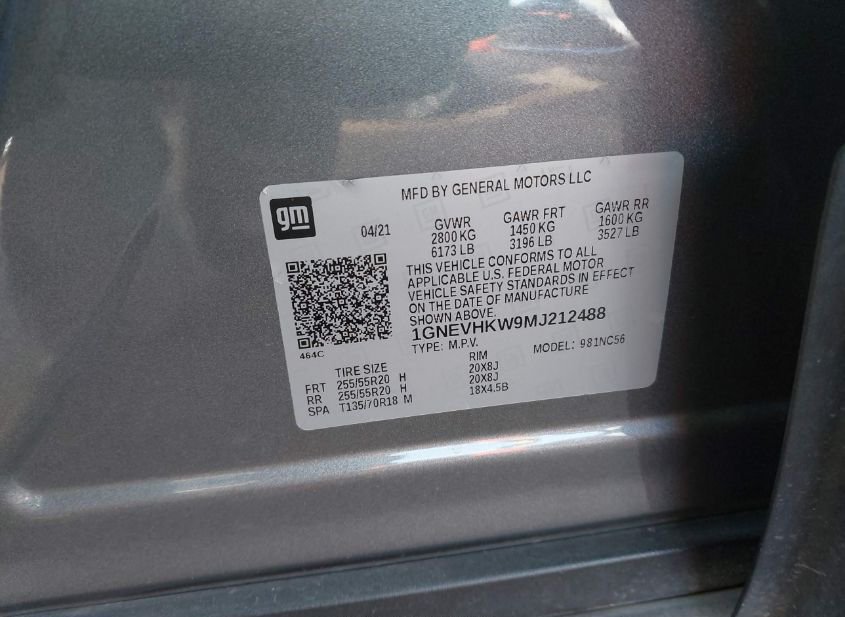 MFD BY GENERAL MOTORS LLC
gm
04/21
GVWR GAWR FRT GAWR RR
2800 KG 1450 KG 1600 KG
6173 LB 3196 LB 3527 LB
THIS VEHICLE CONFORMS TO ALL
APPLICABLE U.S. FEDERAL MOTOR
VEHICLE SAFETY STANDARDS IN EFFECT
ON THE DATE OF MANUFACTURE
SHOWN ABOVE.
1GNEVHKW9MJ212488
464C
TYPE: M.P.V. MODEL: 981NC56
TIRE SIZE RIM
FRT 255/55R20 H 20X8J
RR 255/55R20 H 20X8J
SPA T135/70R18 M 18X4.5B